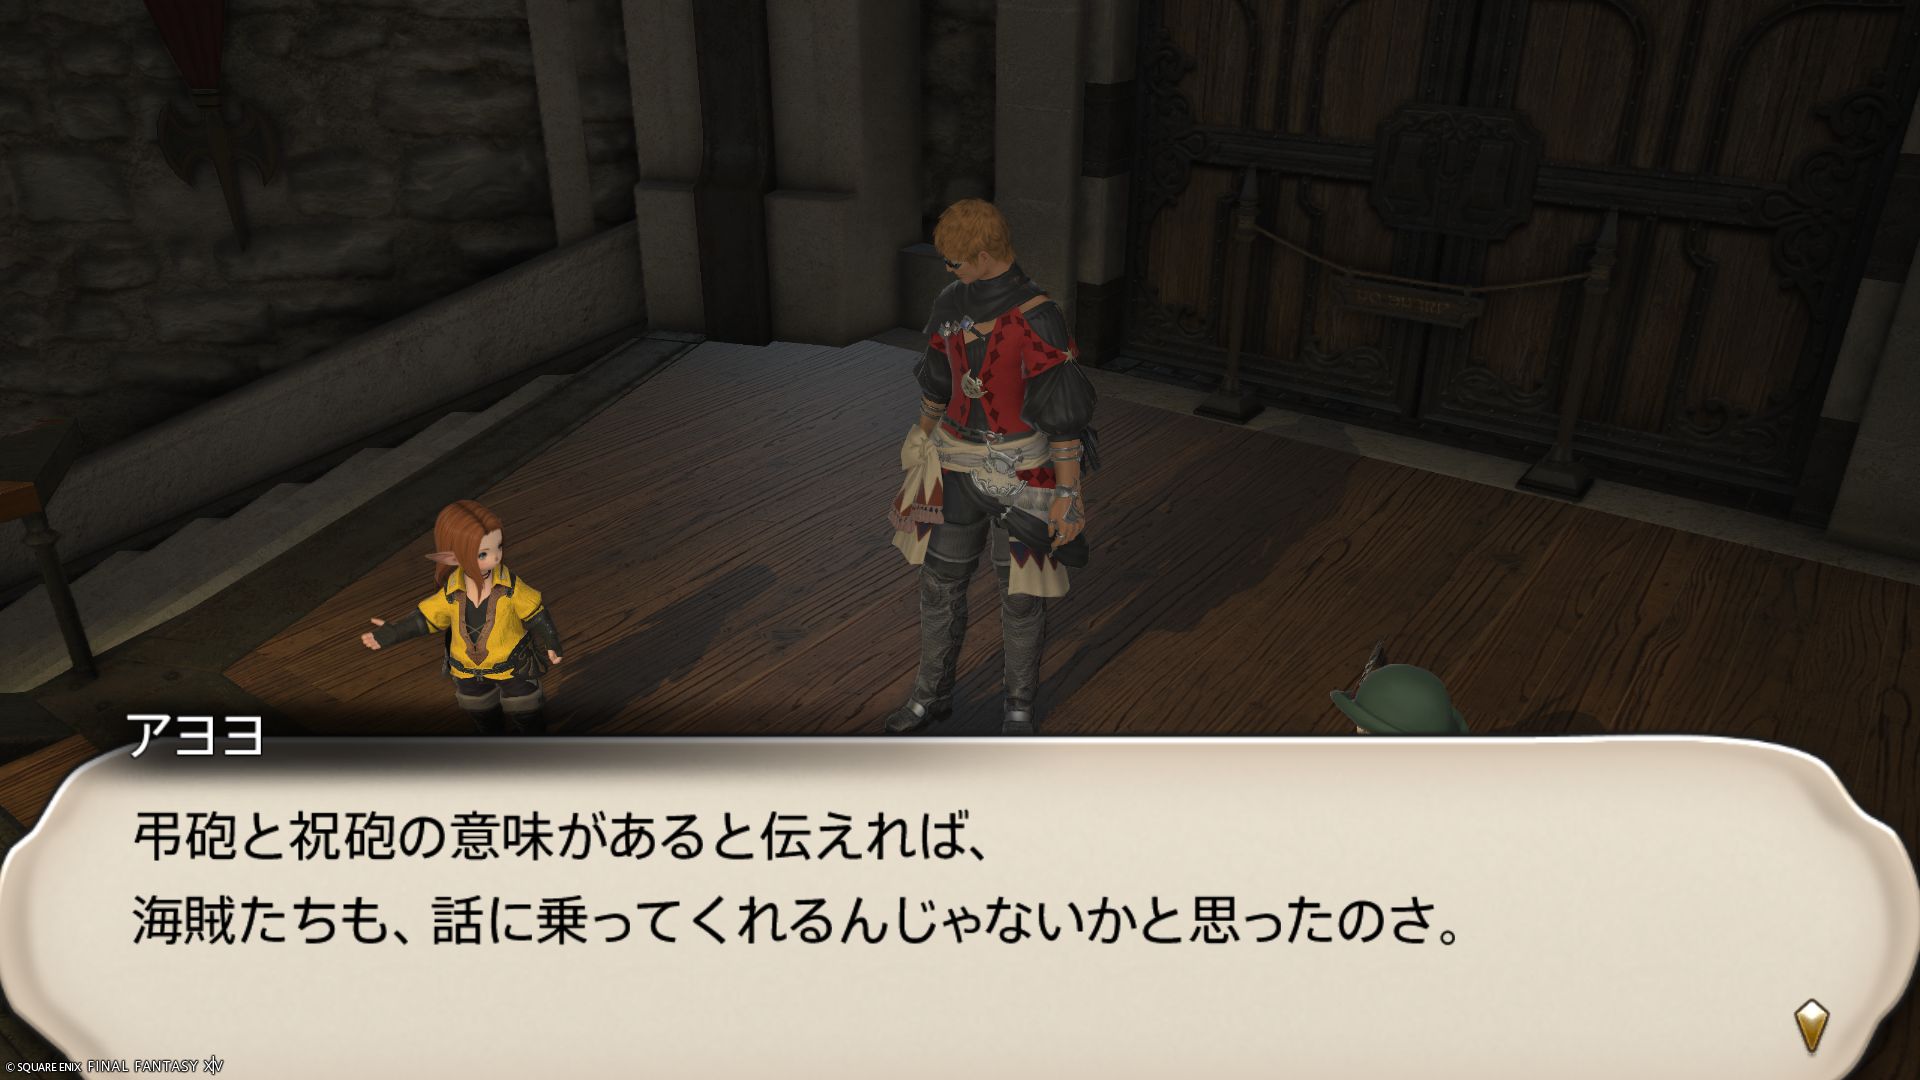 アヨヨ
弔砲と祝砲の意味があると伝えれば、
海賊たちも、話に乗ってくれるんじゃないかと思ったのさ。
© SQUARE ENIX FINAL FANTASY XIV